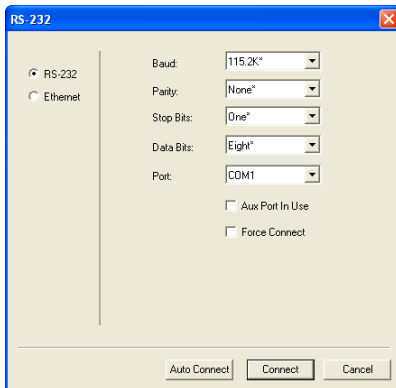 RS-232
RS-232
Ethernet
Baud: 115.2K*
Parity: None*
Stop Bits: One*
Data Bits: Eight*
Port: COM1
Aux Port In Use
Force Connect
Auto Connect Connect Cancel